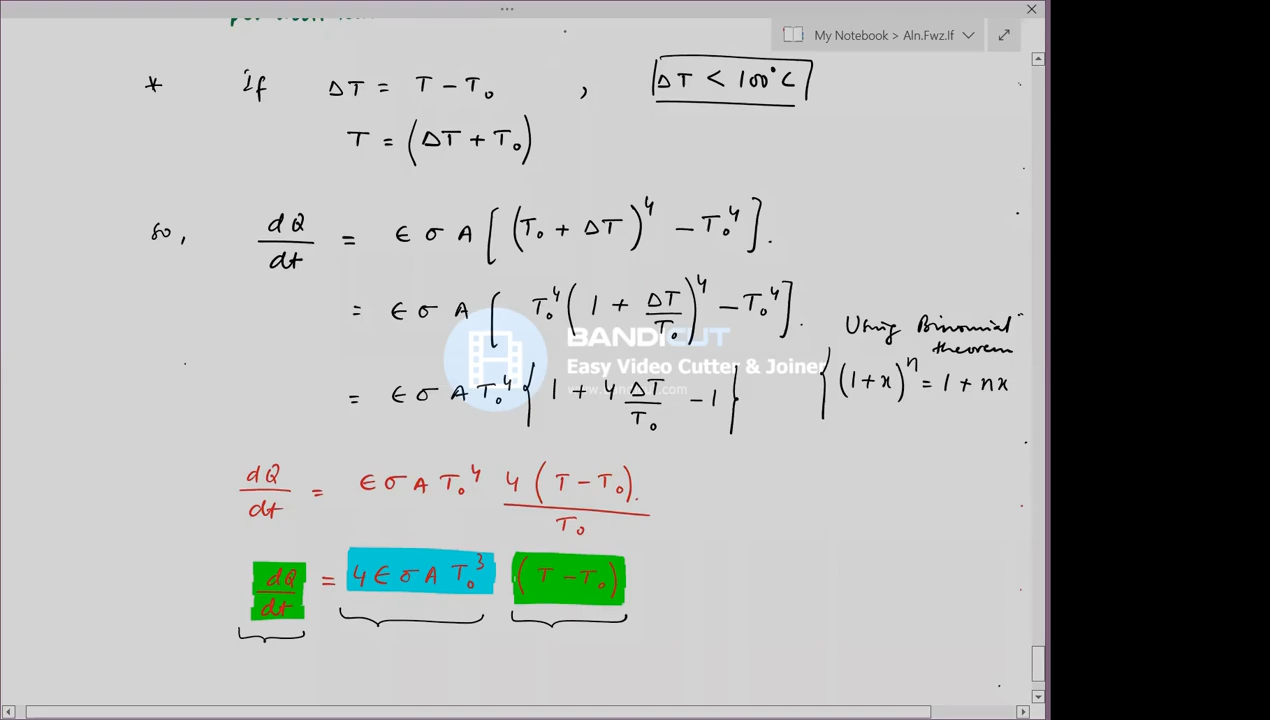 My Notebook > Aln.Fwz.If
* If ΔT = T - T₀ , ΔT < 100°C
T = (ΔT + T₀)
so, dQ/dt = ϵ σ A [(T₀ + ΔT)⁴ - T₀⁴].
= ϵ σ A [T₀⁴ (1 + ΔT/T₀)⁴ - T₀⁴].
Using Binomial
theorem
= ϵ σ A T₀⁴ {1 + 4 ΔT/T₀ - 1} {(1+x)ⁿ = 1 + nx
dQ/dt = ϵ σ A T₀⁴ 4 (T - T₀)./T₀
dQ/dt = 4 ϵ σ A T₀³ (T - T₀)
BANDICUT
Easy Video Cutter & Joiner